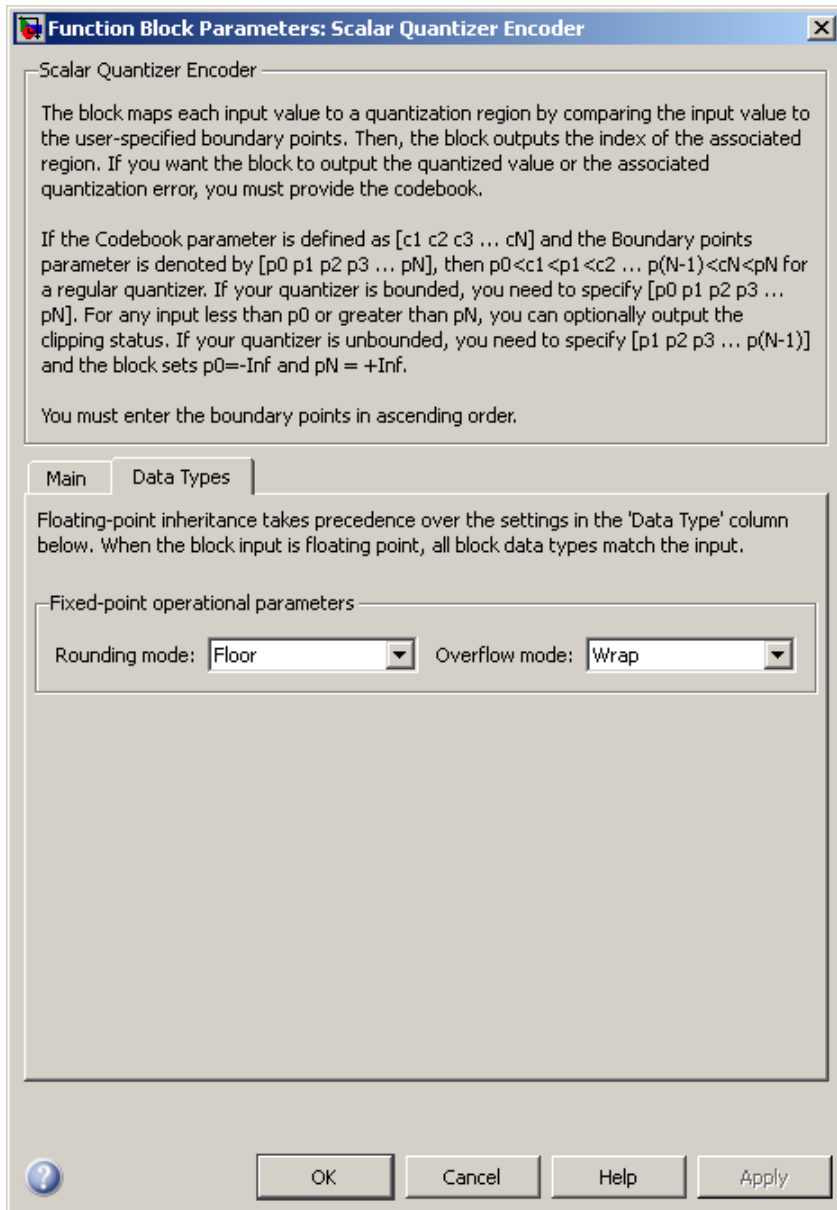 Function Block Parameters: Scalar Quantizer Encoder
Scalar Quantizer Encoder
The block maps each input value to a quantization region by comparing the input value to
the user-specified boundary points. Then, the block outputs the index of the associated
region. If you want the block to output the quantized value or the associated
quantization error, you must provide the codebook.
If the Codebook parameter is defined as [c1 c2 c3 ... cN] and the Boundary points
parameter is denoted by [p0 p1 p2 p3 ... pN], then p0<c1<p1<c2 ... p(N-1)<cN<pN for
a regular quantizer. If your quantizer is bounded, you need to specify [p0 p1 p2 p3 ...
pN]. For any input less than p0 or greater than pN, you can optionally output the
clipping status. If your quantizer is unbounded, you need to specify [p1 p2 p3 ... p(N-1)]
and the block sets p0=-Inf and pN = +Inf.
You must enter the boundary points in ascending order.
Main Data Types
Floating-point inheritance takes precedence over the settings in the 'Data Type' column
below. When the block input is floating point, all block data types match the input.
Fixed-point operational parameters
Rounding mode: Floor Overflow mode: Wrap
? OK Cancel Help Apply